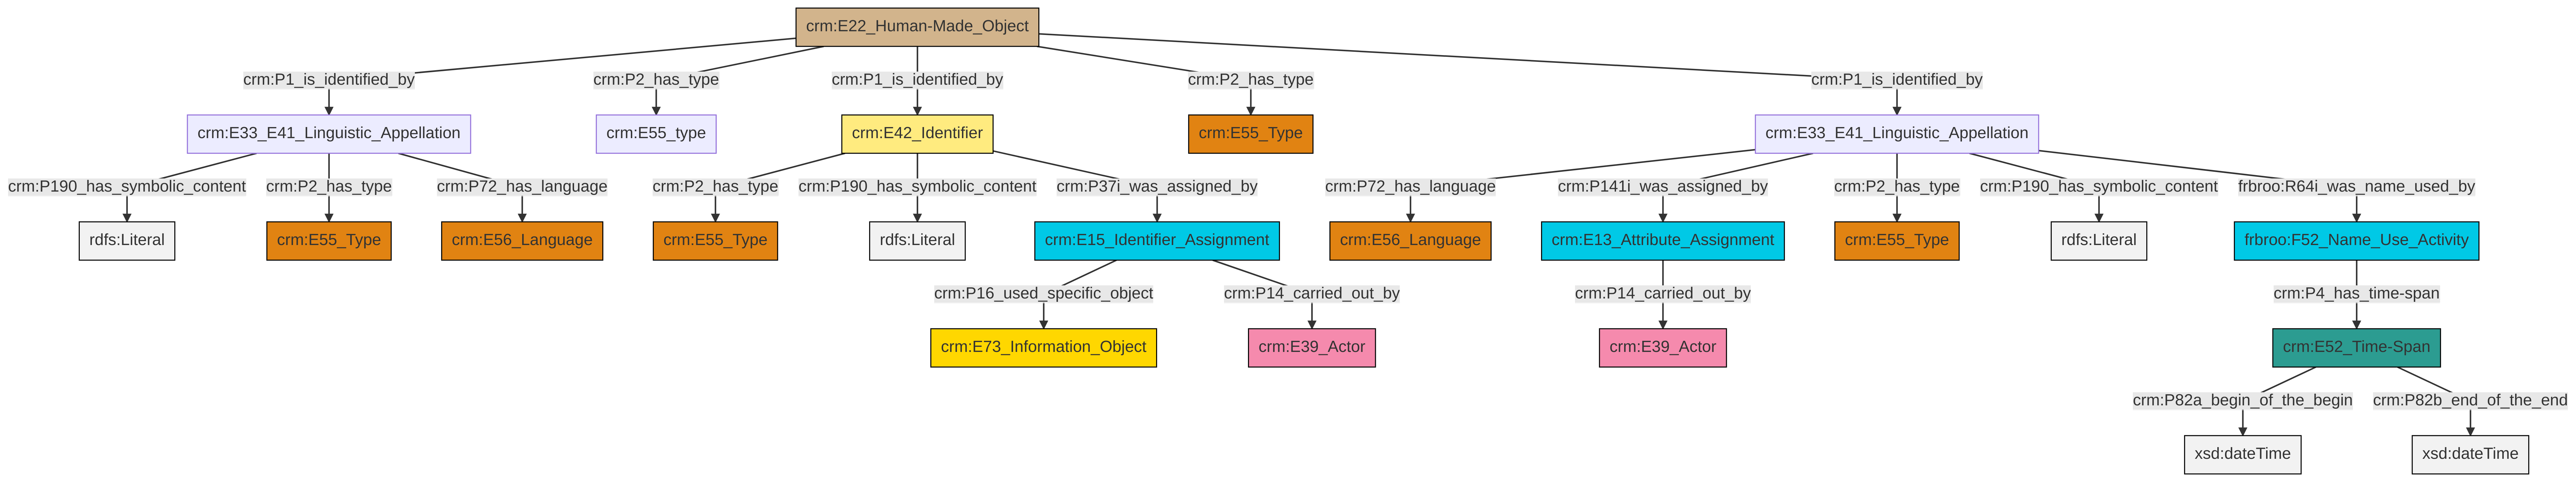 crm:E22_Human-Made_Object
crm:P1_is_identified_by
crm:P2_has_type
crm:P1_is_identified_by
crm:P2_has_type
crm:P1_is_identified_by
crm:E33_E41_Linguistic_Appellation
crm:E55_type
crm:E42_Identifier
crm:E55_Type
crm:E33_E41_Linguistic_Appellation
crm:P190_has_symbolic_content
crm:P2_has_type
crm:P72_has_language
crm:P2_has_type
crm:P190_has_symbolic_content
crm:P37i_was_assigned_by
crm:P72_has_language
crm:P141i_was_assigned_by
crm:P2_has_type
crm:P190_has_symbolic_content
frbroo:R64i_was_name_used_by
rdfs:Literal
crm:E55_Type
crm:E56_Language
crm:E55_Type
rdfs:Literal
crm:E15_Identifier_Assignment
crm:E56_Language
crm:E13_Attribute_Assignment
crm:E55_Type
rdfs:Literal
frbroo:F52_Name_Use_Activity
crm:P16_used_specific_object
crm:P14_carried_out_by
crm:P14_carried_out_by
crm:P4_has_time-span
crm:E73_Information_Object
crm:E39_Actor
crm:E39_Actor
crm:E52_Time-Span
crm:P82a_begin_of_the_begin
crm:P82b_end_of_the_end
xsd:dateTime
xsd:dateTime